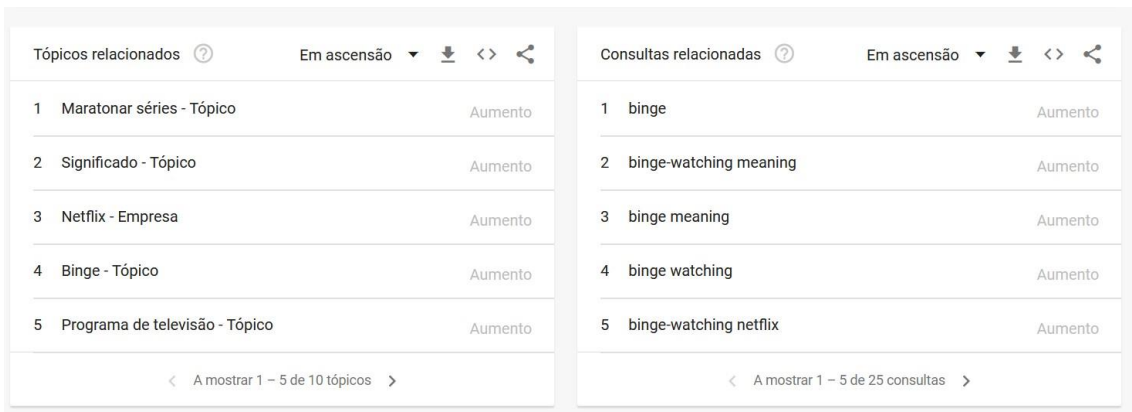 Tópicos relacionados ? Em ascensão
1 Maratonar séries - Tópico Aumento
2 Significado - Tópico Aumento
3 Netflix - Empresa Aumento
4 Binge - Tópico Aumento
5 Programa de televisão - Tópico Aumento
A mostrar 1 – 5 de 10 tópicos
Consultas relacionadas ? Em ascensão
1 binge Aumento
2 binge-watching meaning Aumento
3 binge meaning Aumento
4 binge watching Aumento
5 binge-watching netflix Aumento
A mostrar 1 – 5 de 25 consultas